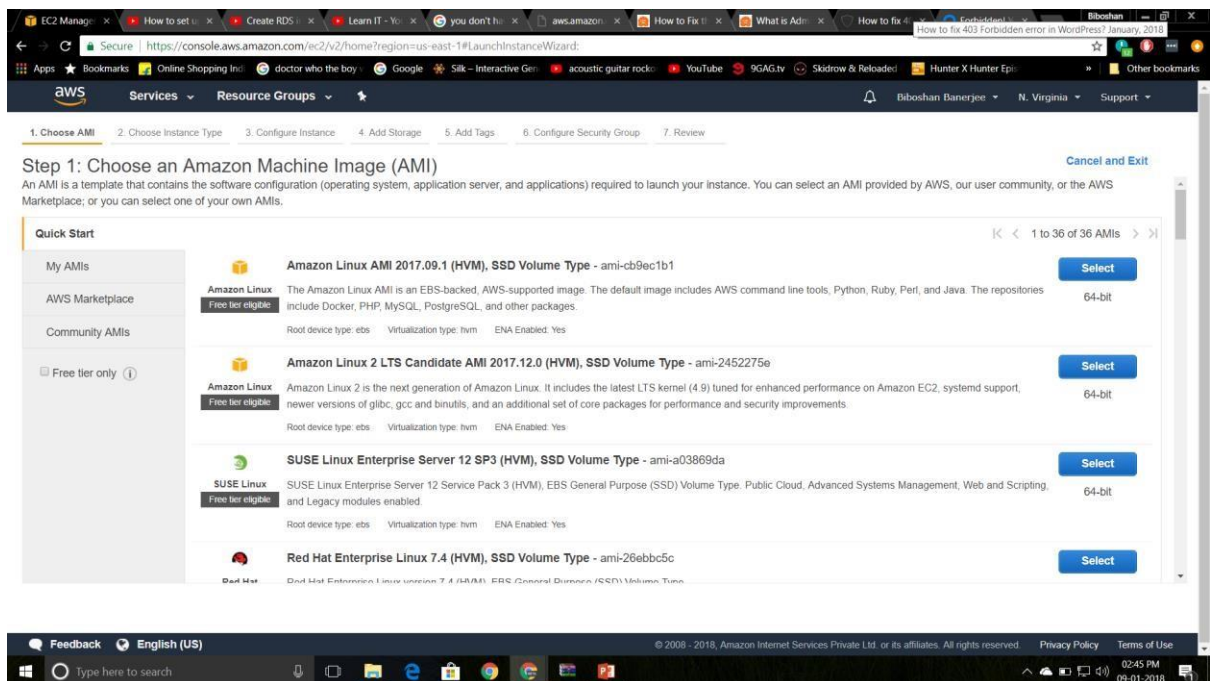 EC2 Manager
How to set u
Create RDS i
Learn IT - Yo
you don't ha
aws.amazon.
How to Fix t
What is Adm
How to fix 4
Forbidden!
Biboshan
How to fix 403 Forbidden error in WordPress? January, 2018
Secure | https://console.aws.amazon.com/ec2/v2/home?region=us-east-1#LaunchInstanceWizard:
Apps Bookmarks Online Shopping Ind doctor who the boy Google Silk – Interactive Gen acoustic guitar rocko YouTube 9GAG.tv Skidrow & Reloaded Hunter X Hunter Epis » Other bookmarks
aws Services Resource Groups Biboshan Banerjee N. Virginia Support
1. Choose AMI 2. Choose Instance Type 3. Configure Instance 4. Add Storage 5. Add Tags 6. Configure Security Group 7. Review
Step 1: Choose an Amazon Machine Image (AMI)
Cancel and Exit
An AMI is a template that contains the software configuration (operating system, application server, and applications) required to launch your instance. You can select an AMI provided by AWS, our user community, or the AWS
Marketplace; or you can select one of your own AMIs.
Quick Start
1 to 36 of 36 AMIs
My AMIs
AWS Marketplace
Community AMIs
Free tier only
Amazon Linux AMI 2017.09.1 (HVM), SSD Volume Type - ami-cb9ec1b1
Select
Amazon Linux
Free tier eligible
The Amazon Linux AMI is an EBS-backed, AWS-supported image. The default image includes AWS command line tools, Python, Ruby, Perl, and Java. The repositories
include Docker, PHP, MySQL, PostgreSQL, and other packages.
64-bit
Root device type: ebs Virtualization type: hvm ENA Enabled: Yes
Amazon Linux 2 LTS Candidate AMI 2017.12.0 (HVM), SSD Volume Type - ami-2452275e
Select
Amazon Linux
Free tier eligible
Amazon Linux 2 is the next generation of Amazon Linux. It includes the latest LTS kernel (4.9) tuned for enhanced performance on Amazon EC2, systemd support,
newer versions of glibc, gcc and binutils, and an additional set of core packages for performance and security improvements.
64-bit
Root device type: ebs Virtualization type: hvm ENA Enabled: Yes
SUSE Linux Enterprise Server 12 SP3 (HVM), SSD Volume Type - ami-a03869da
Select
SUSE Linux
Free tier eligible
SUSE Linux Enterprise Server 12 Service Pack 3 (HVM), EBS General Purpose (SSD) Volume Type. Public Cloud, Advanced Systems Management, Web and Scripting,
and Legacy modules enabled.
64-bit
Root device type: ebs Virtualization type: hvm ENA Enabled: Yes
Red Hat Enterprise Linux 7.4 (HVM), SSD Volume Type - ami-26ebbc5c
Select
Red Hat
Red Hat Enterprise Linux version 7.4 (HVM), EBS General Purpose (SSD) Volume Type
Feedback English (US) © 2008 - 2018, Amazon Internet Services Private Ltd. or its affiliates. All rights reserved. Privacy Policy Terms of Use
Type here to search
02:45 PM
09-01-2018